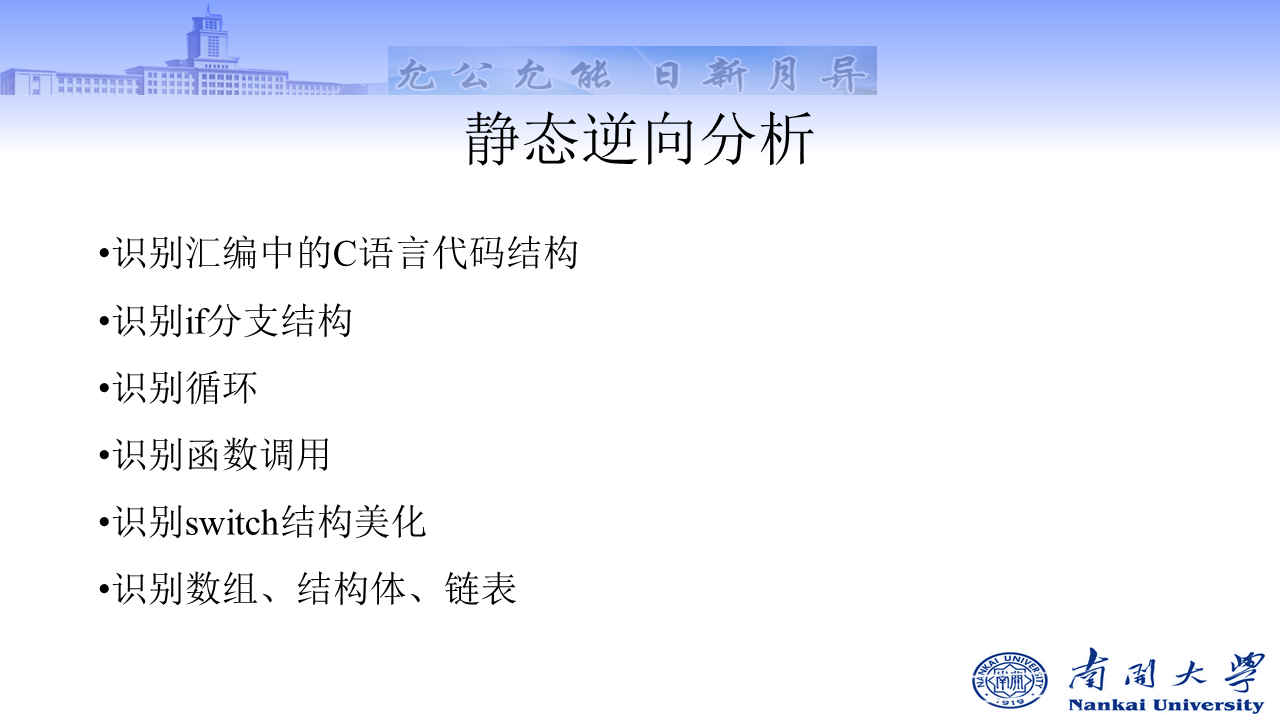 允公允能 日新月异
静态逆向分析
•识别汇编中的C语言代码结构
•识别if分支结构
•识别循环
•识别函数调用
•识别switch结构美化
•识别数组、结构体、链表
NANKAI UNIVERSITY
1919
南開大學
Nankai University